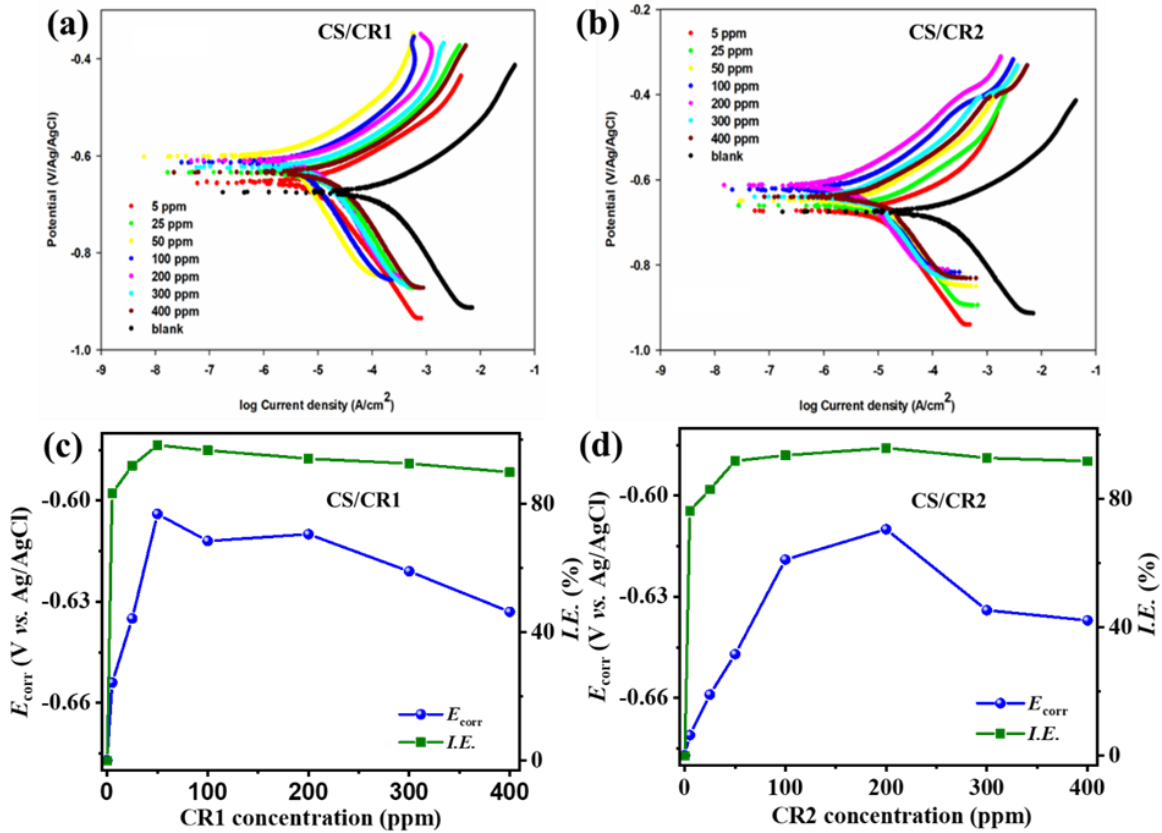 (a)
CS/CR1
-0.4
-0.6
-0.8
-1.0
Potential (V/Ag/AgCl)
5 ppm
25 ppm
50 ppm
100 ppm
200 ppm
300 ppm
400 ppm
blank
-9 -8 -7 -6 -5 -4 -3 -2 -1
log Current density (A/cm2)
(b)
CS/CR2
-0.2
-0.4
-0.6
-0.8
-1.0
Potential (V/Ag/AgCl)
5 ppm
25 ppm
50 ppm
100 ppm
200 ppm
300 ppm
400 ppm
blank
-8 -7 -6 -5 -4 -3 -2 -1
log Current density (A/cm2)
(c)
CS/CR1
-0.60
-0.63
-0.66
Ecorr (V vs. Ag/AgCl)
80
40
0
I.E. (%)
Ecorr
I.E.
0 100 200 300 400
CR1 concentration (ppm)
(d)
CS/CR2
-0.60
-0.63
-0.66
Ecorr (V vs. Ag/AgCl)
80
40
0
I.E. (%)
Ecorr
I.E.
0 100 200 300 400
CR2 concentration (ppm)